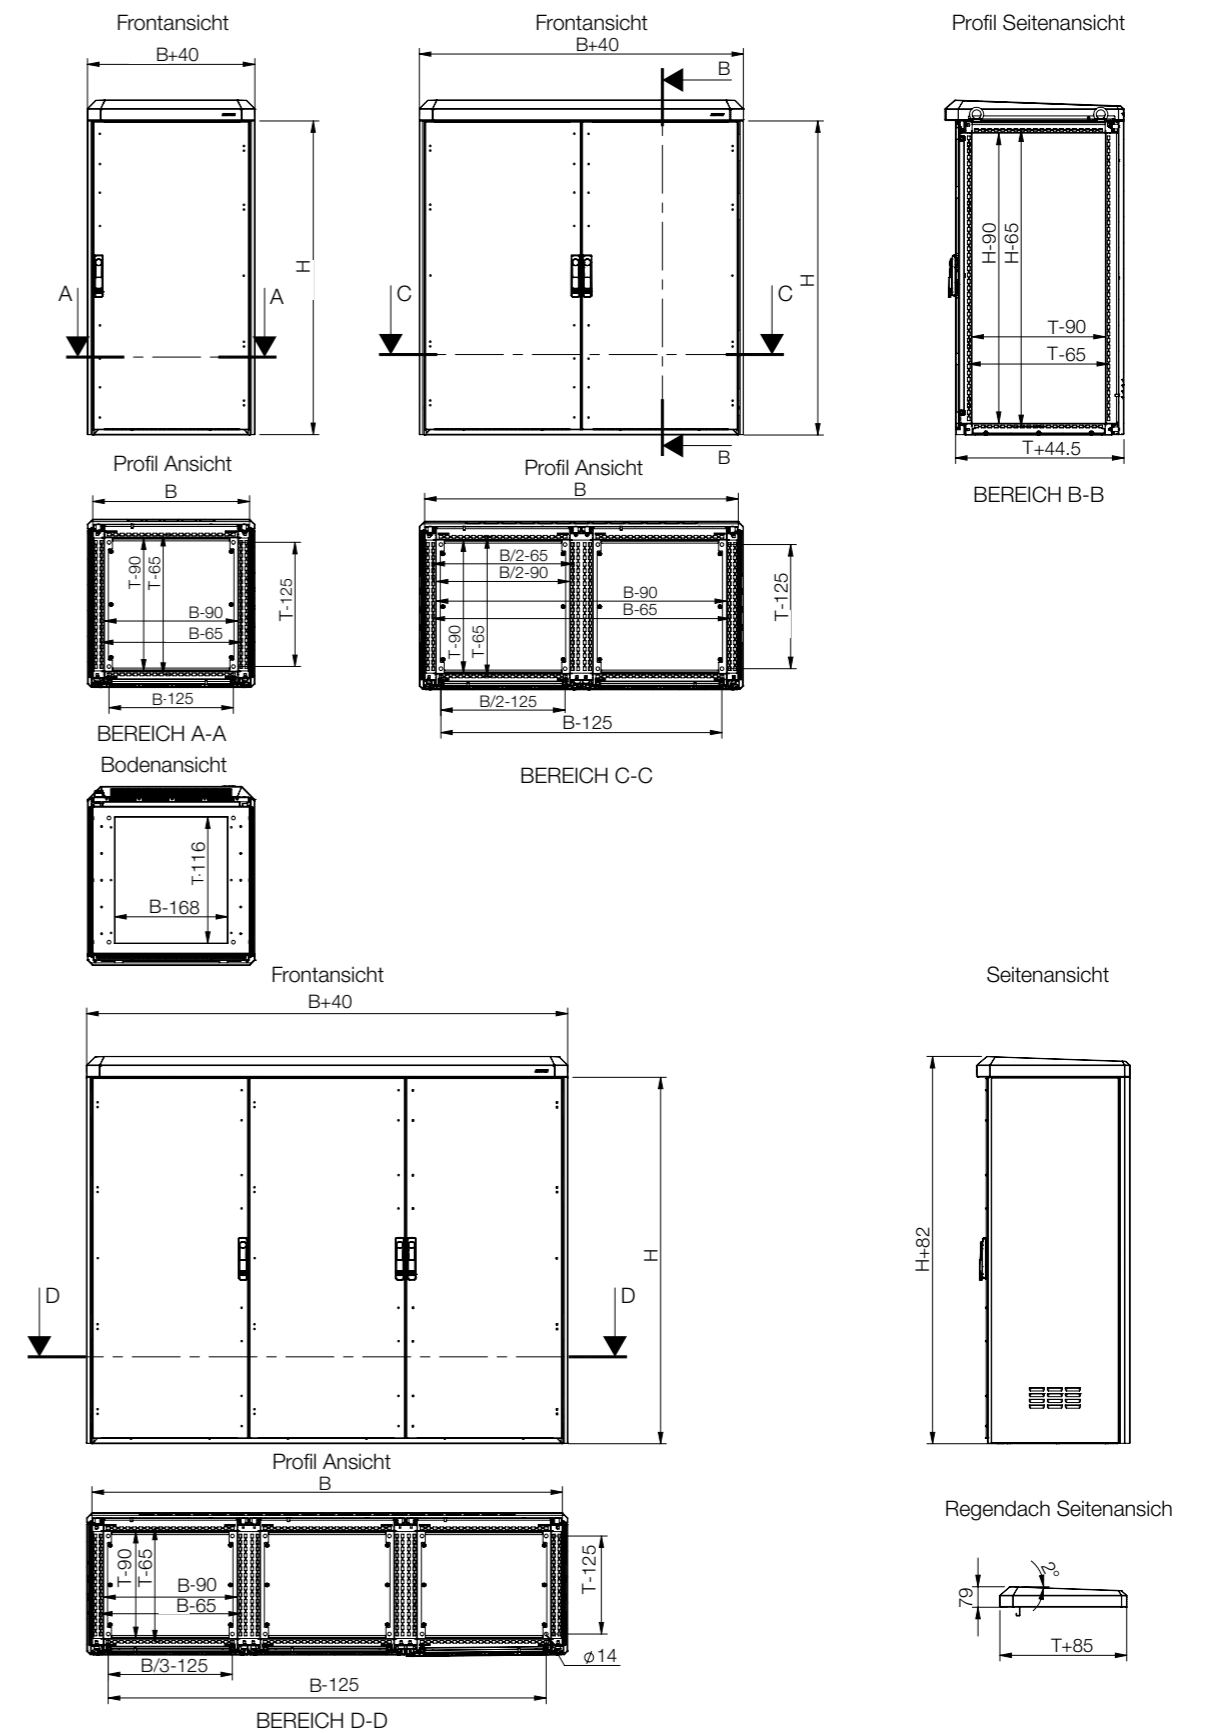 Frontansicht
B+40
A
A
H
Frontansicht
B+40
B
C
C
H
B
Profil Seitenansicht
H-90
H-65
T-90
T-65
T+44.5
BEREICH B-B
Profil Ansicht
B
T-90
T-65
B-90
B-65
T-125
B-125
BEREICH A-A
Profil Ansicht
B
B/2-65
B/2-90
B-90
B-65
T-90
T-65
T-125
B/2-125
B-125
BEREICH C-C
Bodenansicht
T-116
B-168
Frontansicht
B+40
D
D
H
Seitenansicht
H+82
Profil Ansicht
B
T-90
T-65
B-90
B-65
T-125
B/3-125
ϕ14
B-125
BEREICH D-D
Regendach Seitenansich
79
2°
T+85